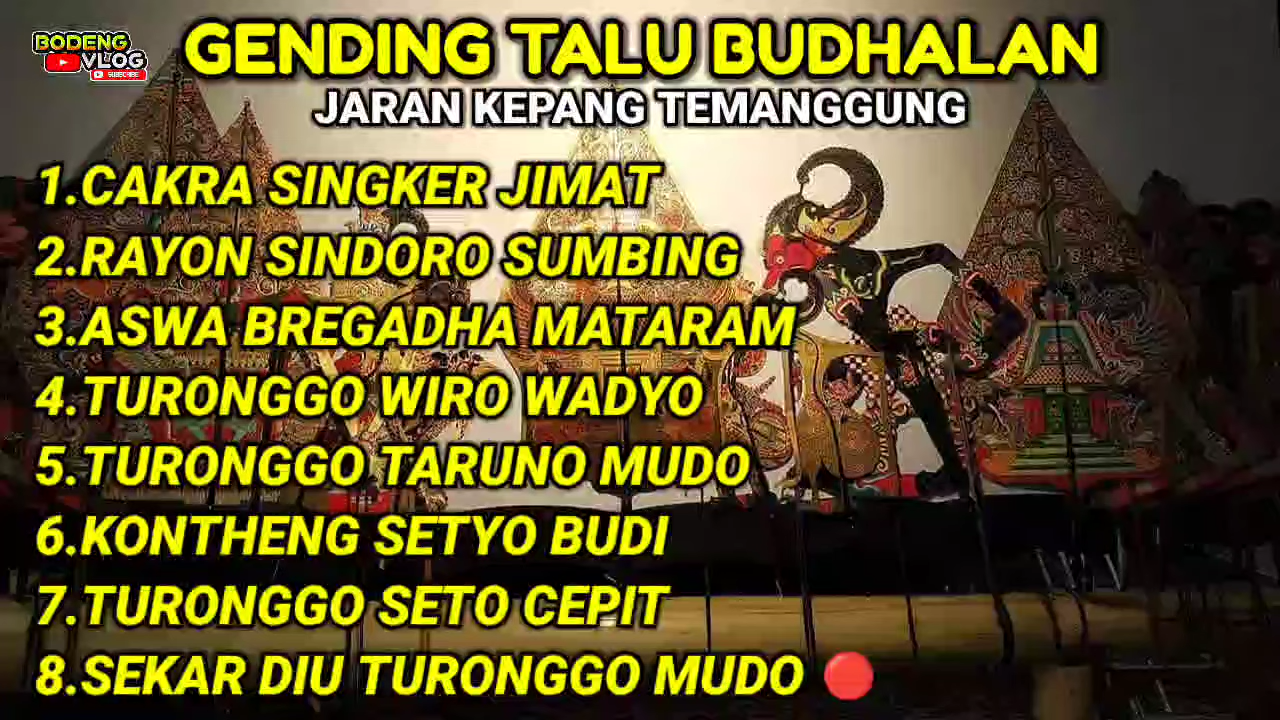 BODENG
VLOG
SUBSCRIBE
GENDING TALU BUDHALAN
JARAN KEPANG TEMANGGUNG
1.CAKRA SINGKER JIMAT
2.RAYON SINDORO SUMBING
3.ASWA BREGADHA MATARAM
4.TURONGGO WIRO WADYO
5.TURONGGO TARUNO MUDO
6.KONTHENG SETYO BUDI
7.TURONGGO SETO CEPIT
8.SEKAR DIU TURONGGO MUDO